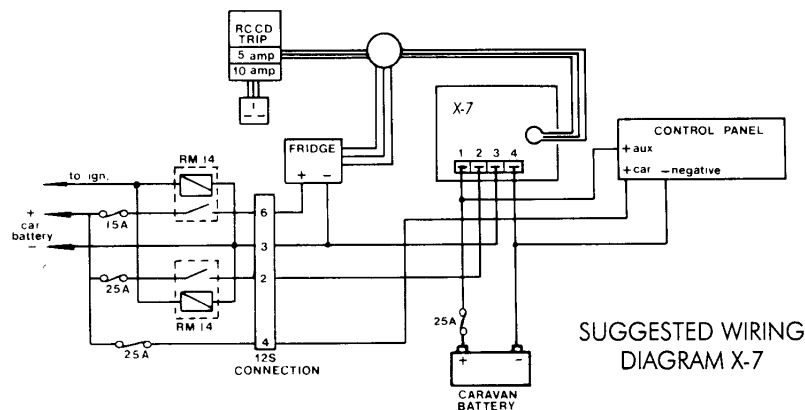 RCCD
TRIP
5 amp
10 amp
X-7
1 2 3 4
CONTROL PANEL
+ aux
+ car
- negative
FRIDGE
+ -
RM 14
to ign.
+
car
battery
-
15A
6
3
2
4
25A
RM 14
25A
12S
CONNECTION
25A
+ -
CARAVAN
BATTERY
SUGGESTED WIRING
DIAGRAM X-7